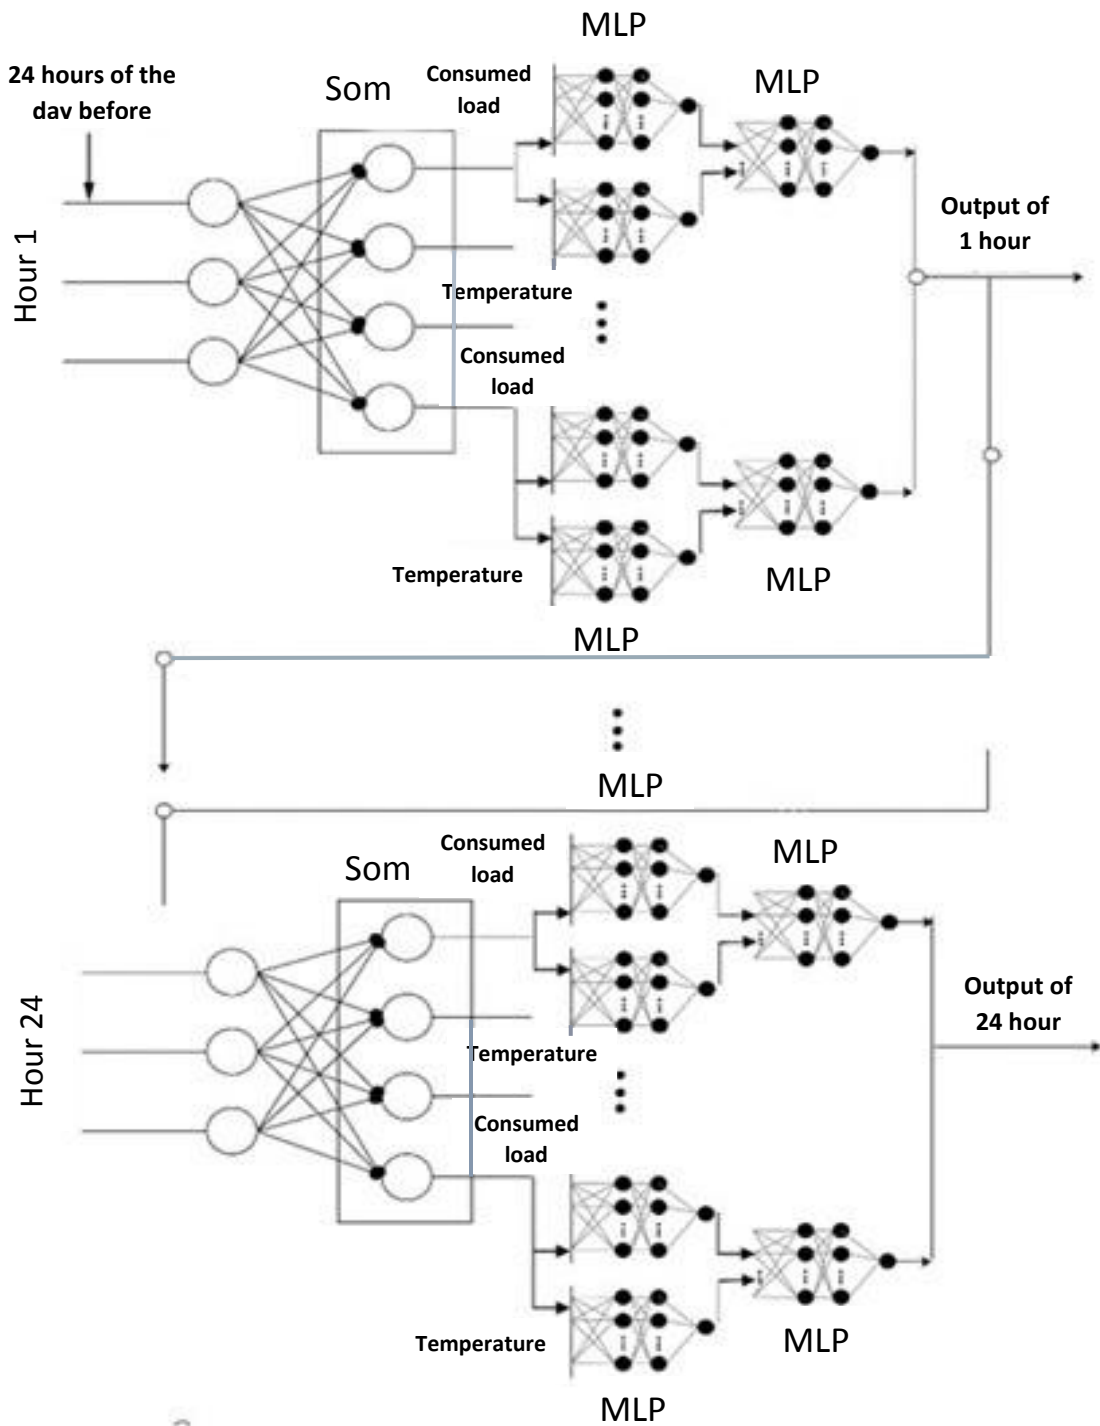 MLP
24 hours of the
dav before
Som
Consumed
load
MLP
Hour 1
Output of
1 hour
Temperature
Consumed
load
Temperature
MLP
MLP
MLP
Consumed
load
MLP
Som
Hour 24
Output of
24 hour
Temperature
Consumed
load
Temperature
MLP
MLP